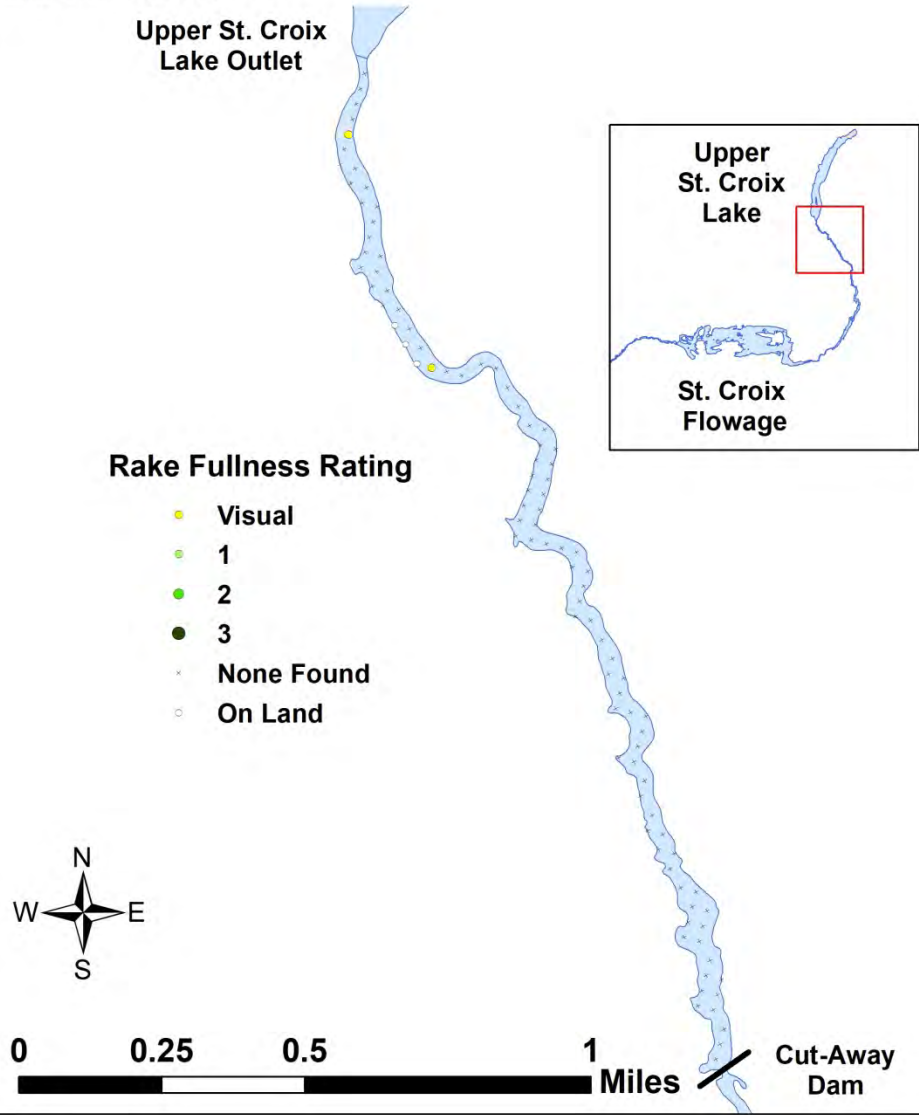 Upper St. Croix
Lake Outlet
Upper
St. Croix
Lake
St. Croix
Flowage
Rake Fullness Rating
Visual
1
2
3
None Found
On Land
N
W E
S
0 0.25 0.5 1
Miles
Cut-Away
Dam